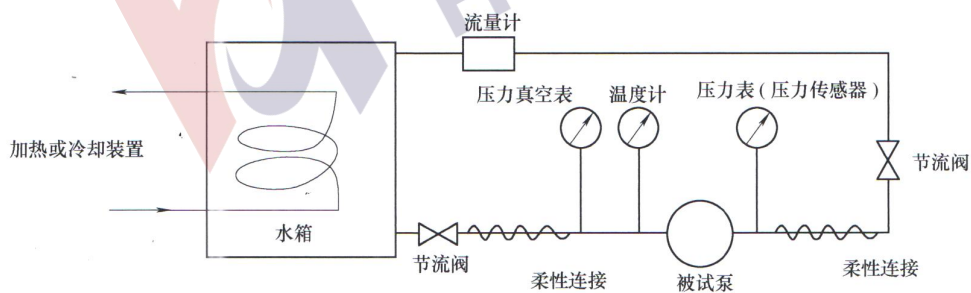 流量计
压力真空表
温度计
压力表(压力传感器)
加热或冷却装置
节流阀
水箱
节流阀
柔性连接
被试泵
柔性连接